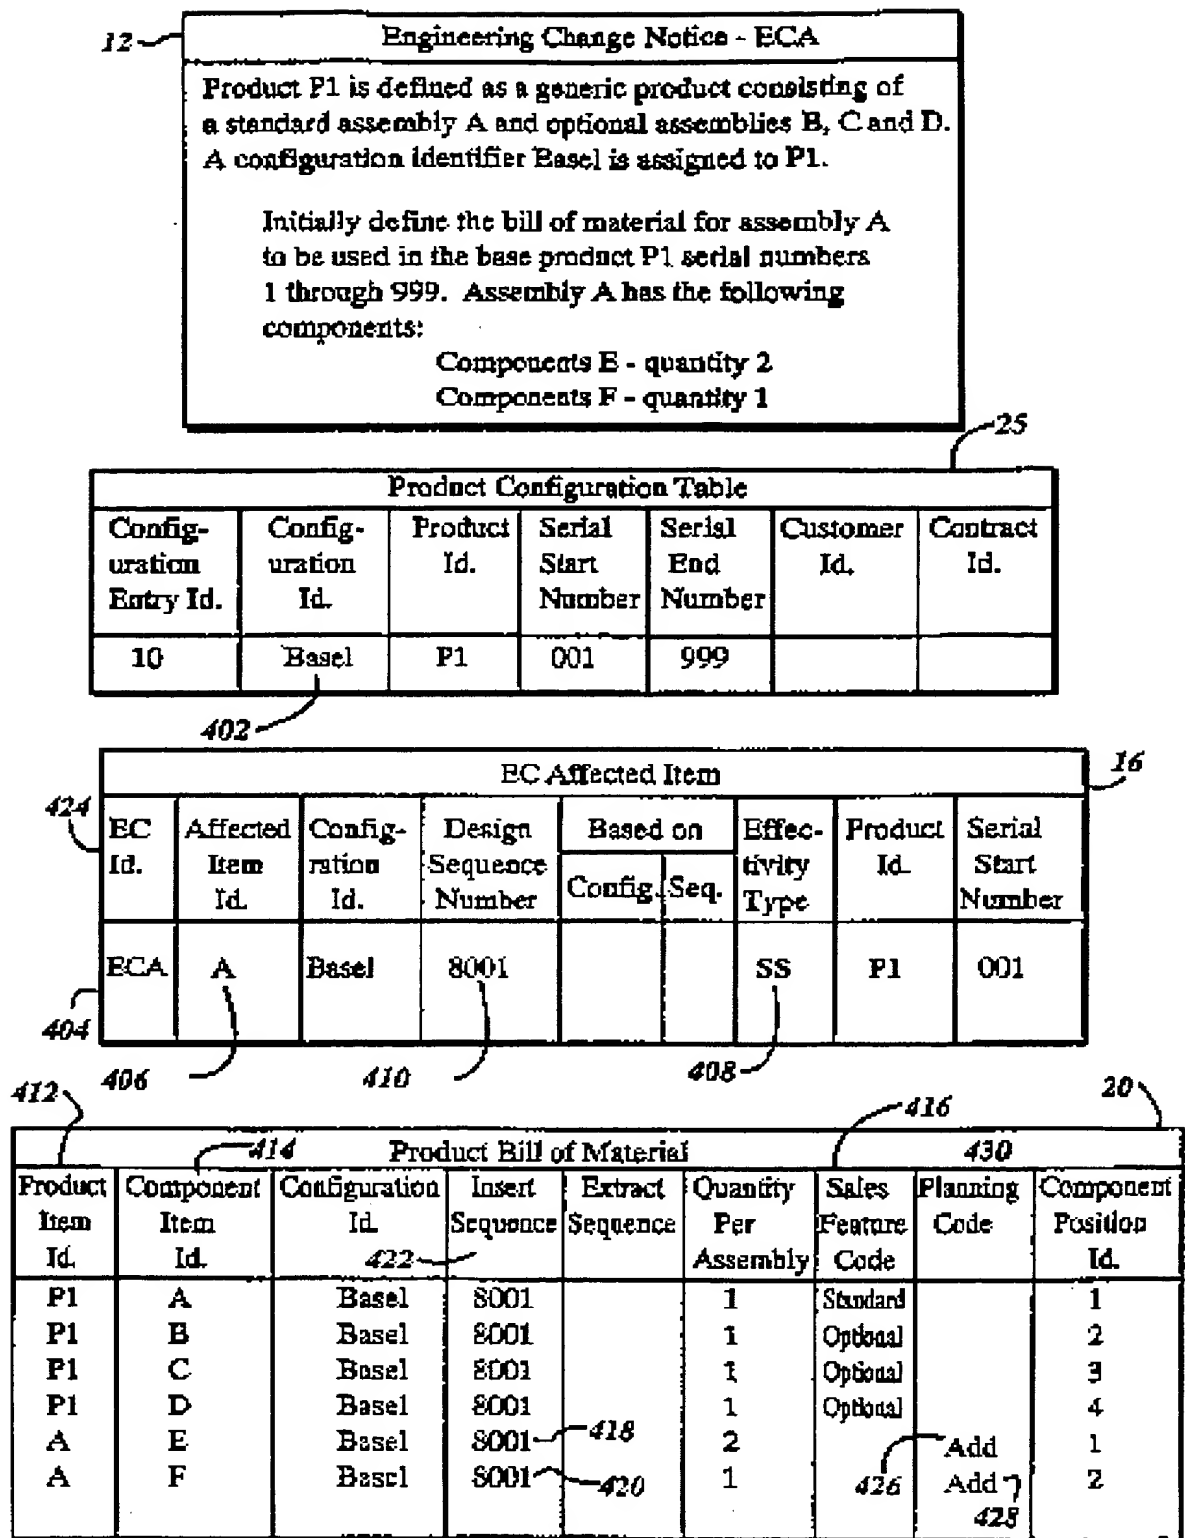 12
Engineering Change Notice - ECA
Product P1 is defined as a generic product consisting of
a standard assembly A and optional assemblies B, C and D.
A configuration identifier Basel is assigned to P1.
Initially define the bill of material for assembly A
to be used in the base product P1 serial numbers
1 through 999. Assembly A has the following
components:
Components E - quantity 2
Components F - quantity 1
25
Product Configuration Table
Config- Config- Product Serial Serial Customer Contract
uration uration Id. Start End Id. Id.
Entry Id. Id. Number Number
10 Basel P1 001 999
402
EC Affected Item
16
424
EC Affected Config- Design Based on Effec- Product Serial
Id. Item ration Sequence Config. Seq. tivity Id. Start
Id. Id. Number Type Number
ECA A Basel 8001 SS P1 001
404
406 410 408
412 416 20
414 Product Bill of Material 430
Product Component Configuration Insert Extract Quantity Sales Planning Component
Item Item Id. Sequence Sequence Per Feature Code Position
Id. Id. 422 Assembly Code Id.
P1 A Basel 8001 1 Standard 1
P1 B Basel 8001 1 Optional 2
P1 C Basel 8001 1 Optional 3
P1 D Basel 8001 1 Optional 4
A E Basel 8001 418 2 Add 1
A F Basel 8001 420 1 426 Add 2
428